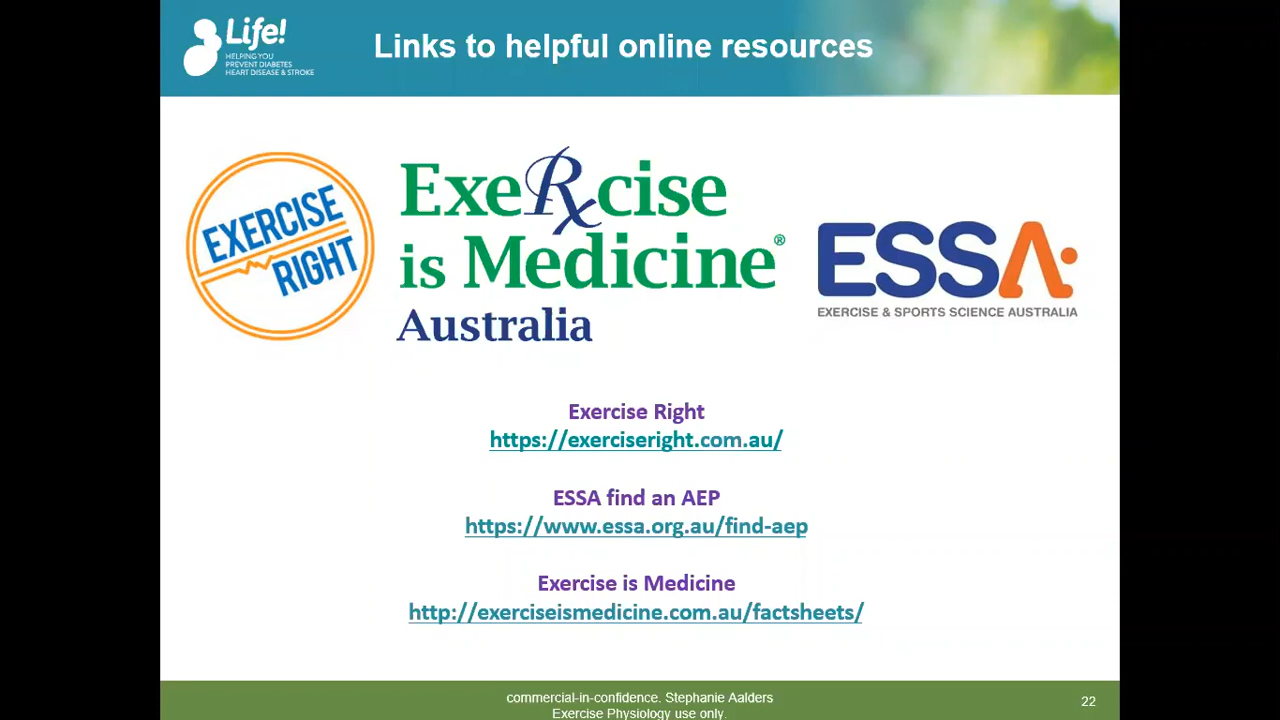 Life!
HELPING YOU
PREVENT DIABETES
HEART DISEASE & STROKE
Links to helpful online resources
EXERCISE
RIGHT
ExeRxcise
is Medicine®
Australia
ESSA
EXERCISE & SPORTS SCIENCE AUSTRALIA
Exercise Right
https://exerciseright.com.au/
ESSA find an AEP
https://www.essa.org.au/find-aep
Exercise is Medicine
http://exerciseismedicine.com.au/factsheets/
commercial-in-confidence. Stephanie Aalders
Exercise Physiology use only.
22